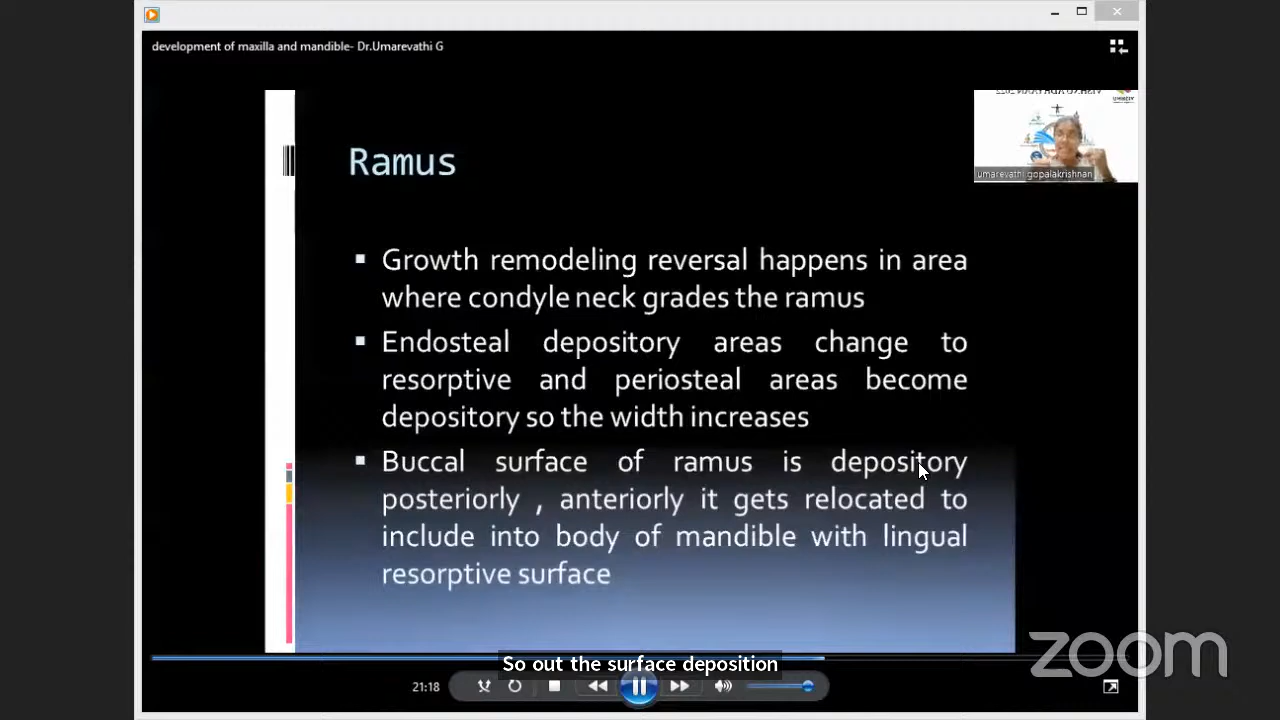 development of maxilla and mandible- Dr.Umarevathi G
umarevathi gopalakrishnan
Ramus
▪ Growth remodeling reversal happens in area
where condyle neck grades the ramus
▪ Endosteal depository areas change to
resorptive and periosteal areas become
depository so the width increases
▪ Buccal surface of ramus is depository
posteriorly , anteriorly it gets relocated to
include into body of mandible with lingual
resorptive surface
So out the surface deposition
zoom
21:18